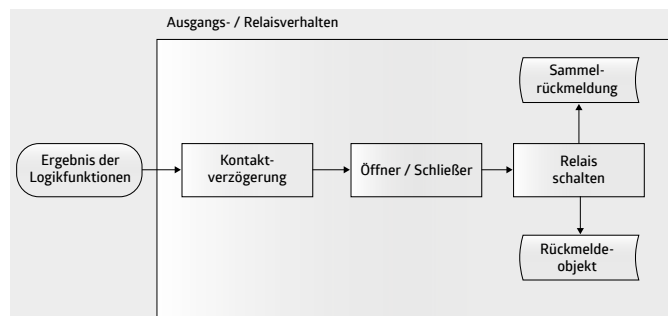 Ausgangs- / Relaisverhalten
Sammel-
rückmeldung
Ergebnis der
Logikfunktionen
Kontakt-
verzögerung
Öffner / Schließer
Relais
schalten
Rückmelde-
objekt